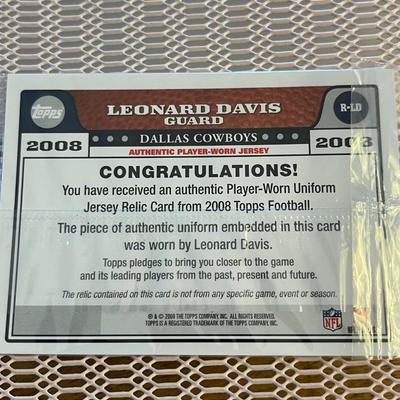 topps
LEONARD DAVIS
GUARD
R-LD
DALLAS COWBOYS
2008
2008
AUTHENTIC PLAYER-WORN JERSEY
CONGRATULATIONS!
You have received an authentic Player-Worn Uniform
Jersey Relic Card from 2008 Topps Football.
The piece of authentic uniform embedded in this card
was worn by Leonard Davis.
Topps pledges to bring you closer to the game
and its leading players from the past, present and future.
The relic contained on this card is not from any specific game, event or season.
® & © 2008 THE TOPPS COMPANY, INC. ALL RIGHTS RESERVED.
TOPPS IS A REGISTERED TRADEMARK OF THE TOPPS COMPANY, INC.
NFL